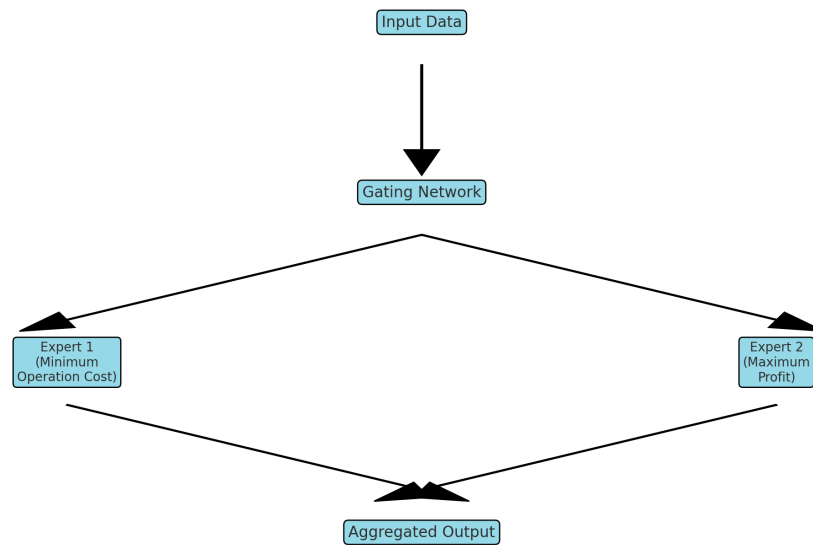 Input Data
Gating Network
Expert 1
(Minimum
Operation Cost)
Expert 2
(Maximum
Profit)
Aggregated Output